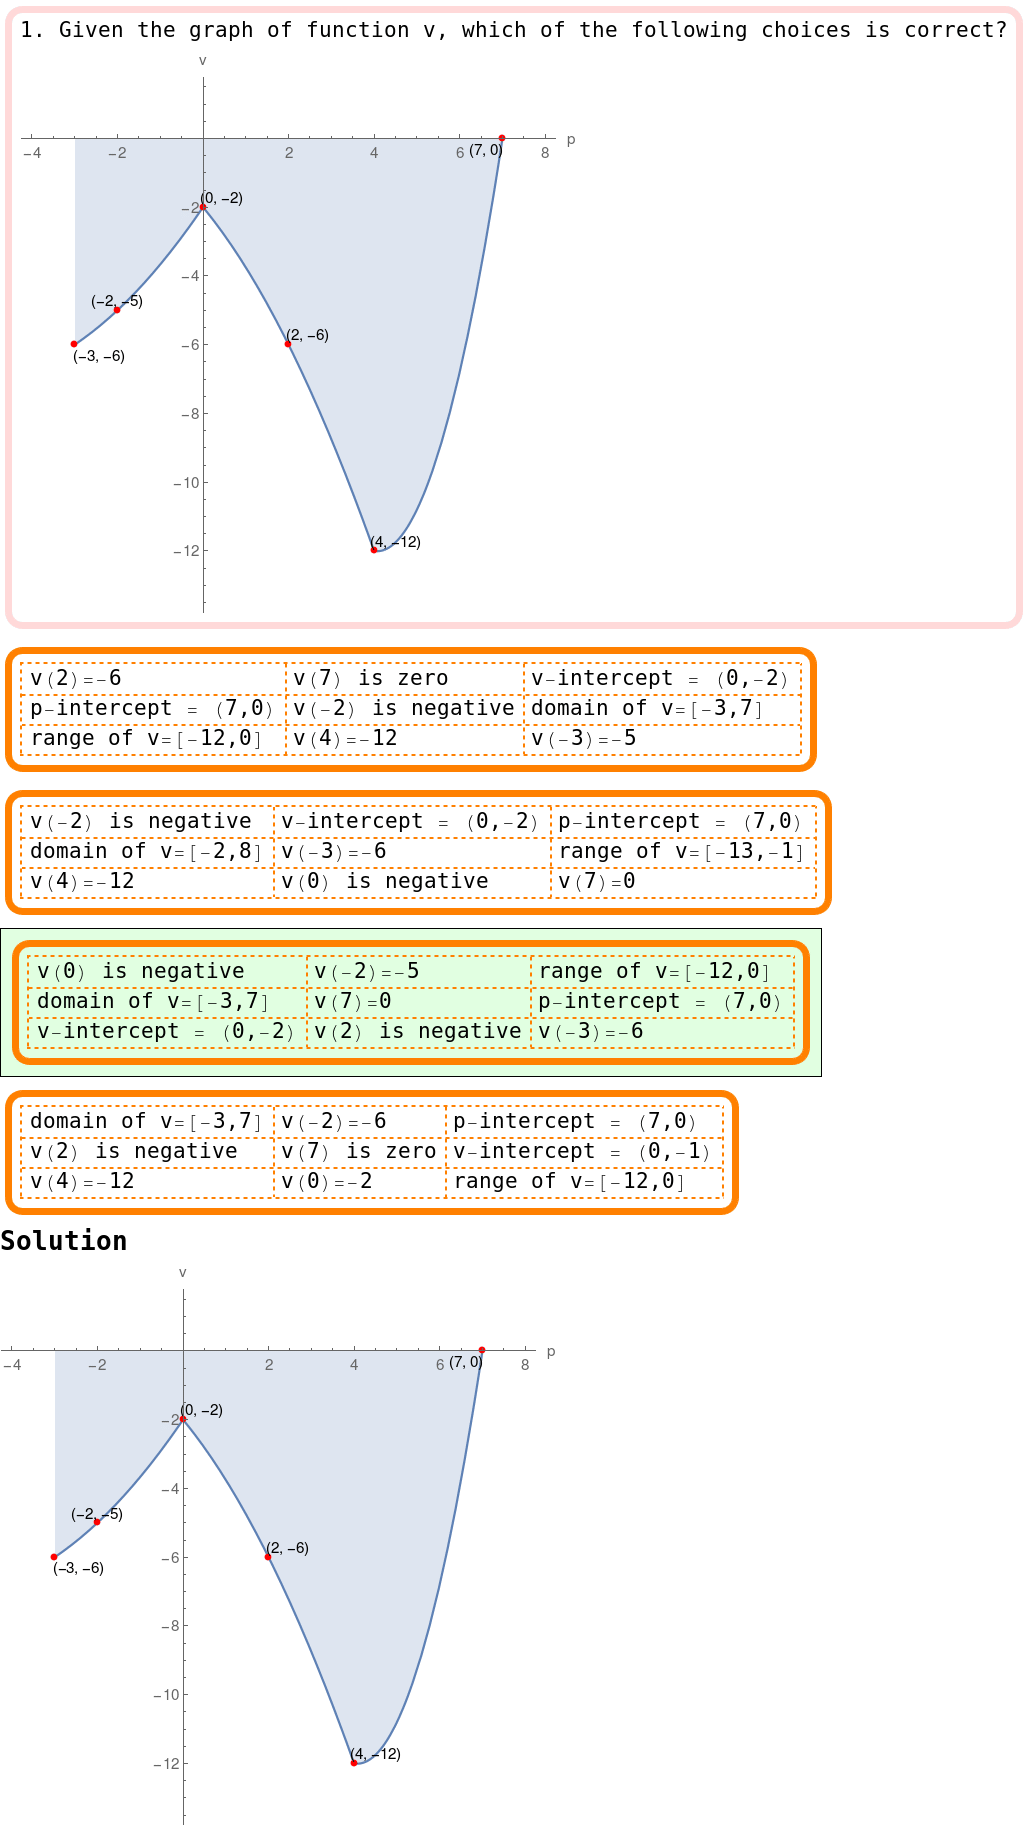 1. Given the graph of function v, which of the following choices is correct?
v
−4 −2 2 4 6 (7, 0) 8 p
(0, −2)
−2
−4
(−2, −5)
(2, −6)
−6
(−3, −6)
−8
−10
(4, −12)
−12
v(2)=−6 v(7) is zero v−intercept = (0,−2)
p−intercept = (7,0) v(−2) is negative domain of v=[−3,7]
range of v=[−12,0] v(4)=−12 v(−3)=−5
v(−2) is negative v−intercept = (0,−2) p−intercept = (7,0)
domain of v=[−2,8] v(−3)=−6 range of v=[−13,−1]
v(4)=−12 v(0) is negative v(7)=0
v(0) is negative v(−2)=−5 range of v=[−12,0]
domain of v=[−3,7] v(7)=0 p−intercept = (7,0)
v−intercept = (0,−2) v(2) is negative v(−3)=−6
domain of v=[−3,7] v(−2)=−6 p−intercept = (7,0)
v(2) is negative v(7) is zero v−intercept = (0,−1)
v(4)=−12 v(0)=−2 range of v=[−12,0]
Solution
v
−4 −2 2 4 6 (7, 0) 8 p
(0, −2)
−2
−4
(−2, −5)
(2, −6)
−6
(−3, −6)
−8
−10
(4, −12)
−12